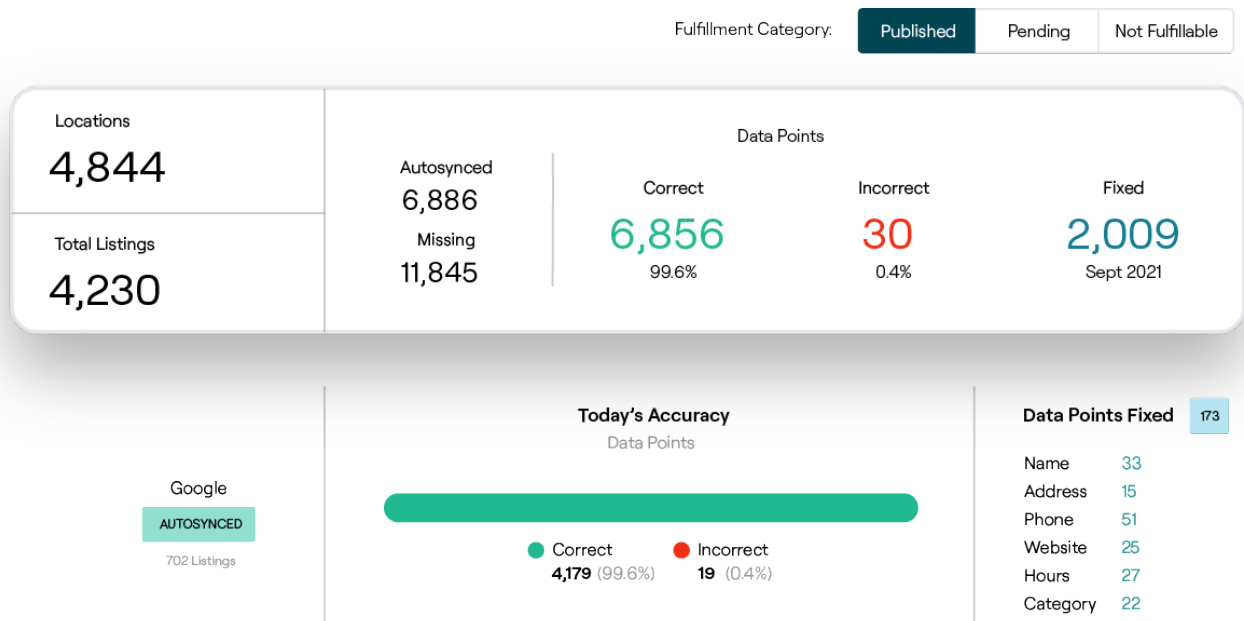 Fulfillment Category: Published Pending Not Fulfillable
Locations
4,844
Total Listings
4,230
Data Points
Autosynced
6,886
Missing
11,845
Correct
6,856
99.6%
Incorrect
30
0.4%
Fixed
2,009
Sept 2021
Google
AUTOSYNCED
702 Listings
Today’s Accuracy
Data Points
Correct
4,179 (99.6%)
Incorrect
19 (0.4%)
Data Points Fixed 173
Name 33
Address 15
Phone 51
Website 25
Hours 27
Category 22